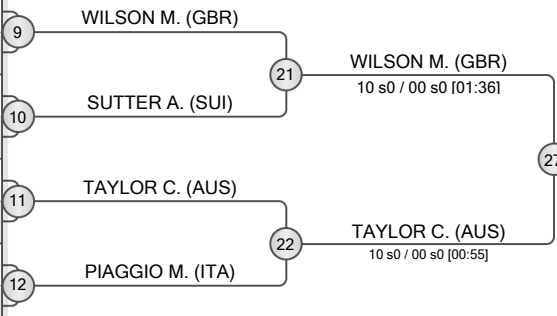 WILSON M. (GBR)
9
21
WILSON M. (GBR)
10 s0 / 00 s0 [01:36]
SUTTER A. (SUI)
10
27
TAYLOR C. (AUS)
11
22
TAYLOR C. (AUS)
10 s0 / 00 s0 [00:55]
PIAGGIO M. (ITA)
12